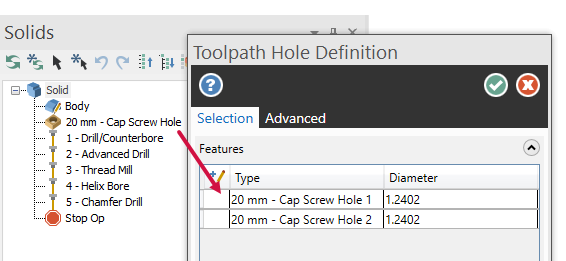 Solids
Solid
Body
20 mm - Cap Screw Hole
1 - Drill/Counterbore
2 - Advanced Drill
3 - Thread Mill
4 - Helix Bore
5 - Chamfer Drill
Stop Op
Toolpath Hole Definition
Selection Advanced
Features
Type Diameter
20 mm - Cap Screw Hole 1 1.2402
20 mm - Cap Screw Hole 2 1.2402